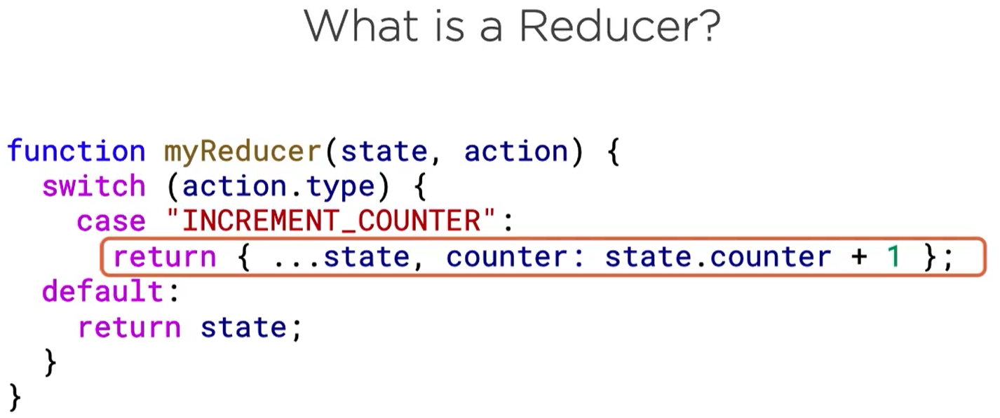 What is a Reducer?
function myReducer(state, action) {
  switch (action.type) {
    case "INCREMENT_COUNTER":
      return { ...state, counter: state.counter + 1 };
  default:
    return state;
  }
}